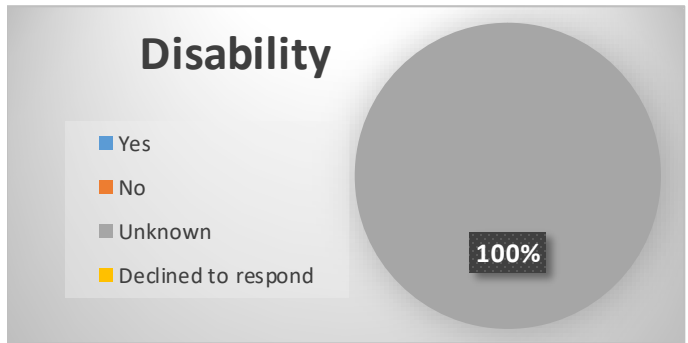 Disability
Yes
No
Unknown
Declined to respond
100%